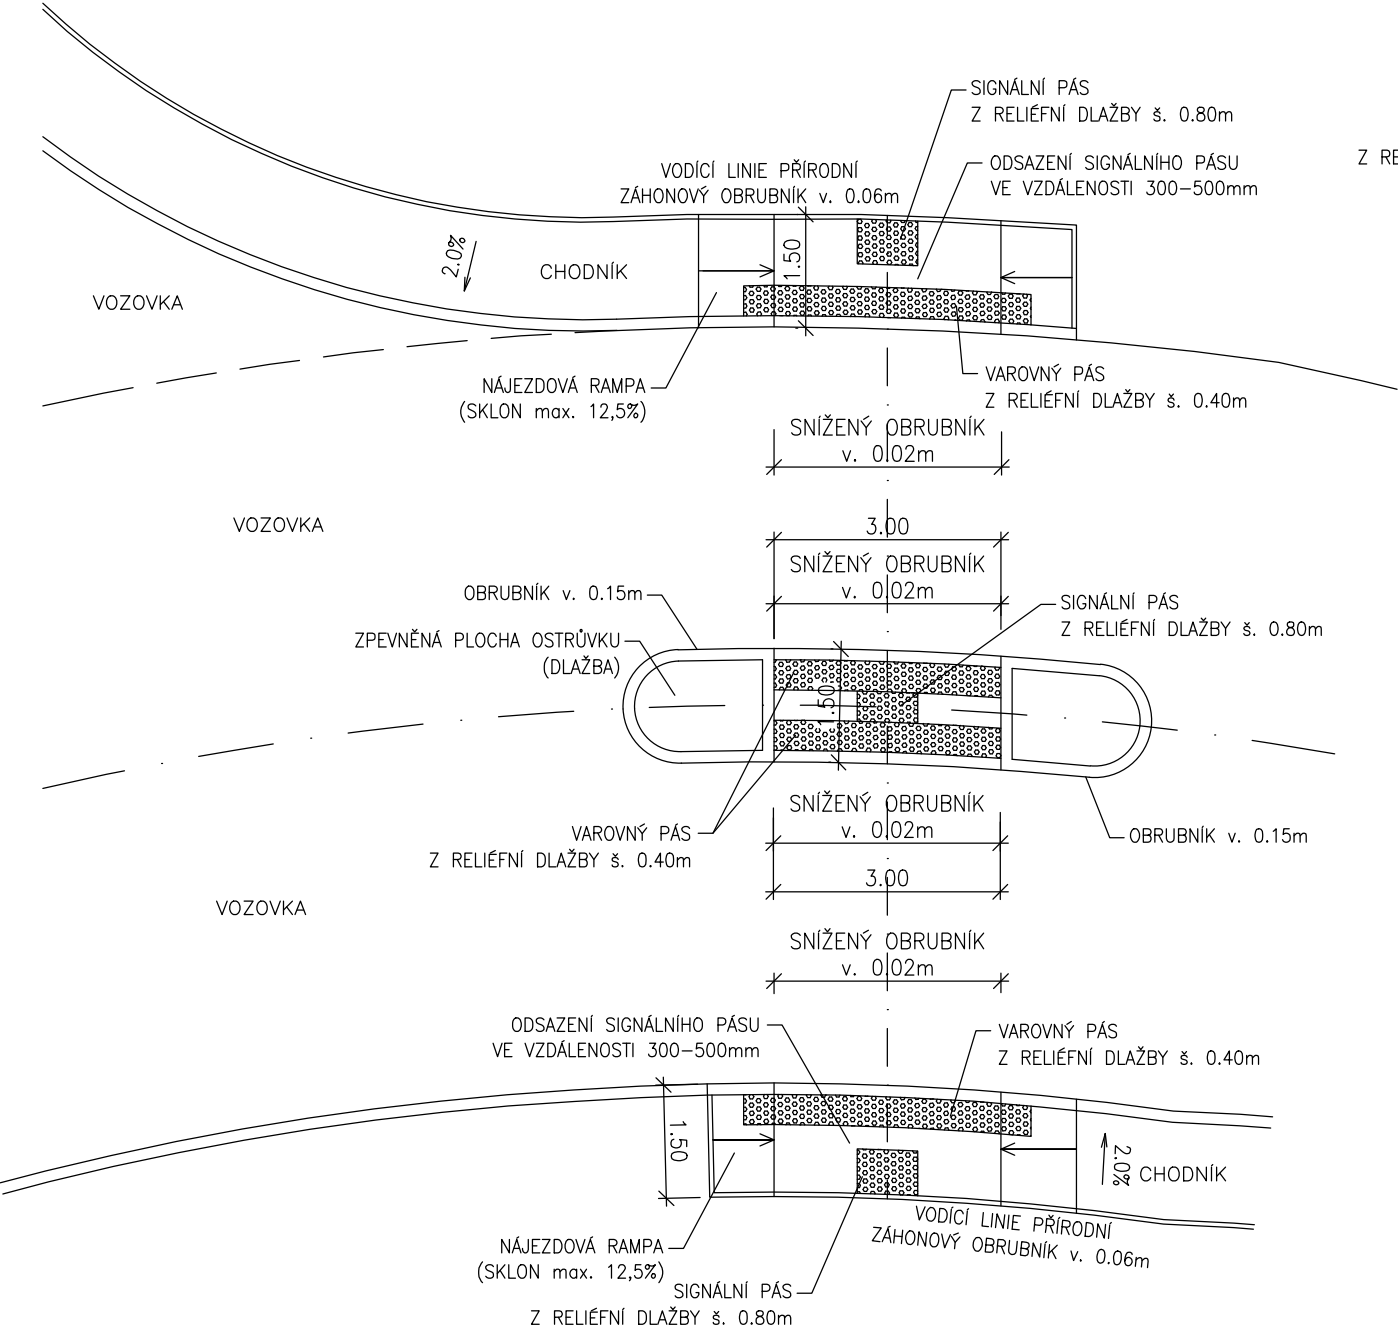 SIGNÁLNÍ PÁS
Z RELIÉFNÍ DLAŽBY š. 0.80m
Z RE
VODÍCÍ LINIE PŘÍRODNÍ
ZÁHONOVÝ OBRUBNÍK v. 0.06m
ODSAZENÍ SIGNÁLNÍHO PÁSU
VE VZDÁLENOSTI 300-500mm
2.0%
CHODNÍK
1.50
VOZOVKA
NÁJEZDOVÁ RAMPA
(SKLON max. 12,5%)
VAROVNÝ PÁS
Z RELIÉFNÍ DLAŽBY š. 0.40m
SNÍŽENÝ OBRUBNÍK
v. 0.02m
VOZOVKA
3.00
SNÍŽENÝ OBRUBNÍK
v. 0.02m
OBRUBNÍK v. 0.15m
SIGNÁLNÍ PÁS
Z RELIÉFNÍ DLAŽBY š. 0.80m
ZPEVNĚNÁ PLOCHA OSTRŮVKU
(DLAŽBA)
1.50
SNÍŽENÝ OBRUBNÍK
v. 0.02m
VAROVNÝ PÁS
Z RELIÉFNÍ DLAŽBY š. 0.40m
OBRUBNÍK v. 0.15m
3.00
VOZOVKA
SNÍŽENÝ OBRUBNÍK
v. 0.02m
ODSAZENÍ SIGNÁLNÍHO PÁSU
VE VZDÁLENOSTI 300-500mm
VAROVNÝ PÁS
Z RELIÉFNÍ DLAŽBY š. 0.40m
1.50
2.0%
CHODNÍK
VODÍCÍ LINIE PŘÍRODNÍ
ZÁHONOVÝ OBRUBNÍK v. 0.06m
NÁJEZDOVÁ RAMPA
(SKLON max. 12,5%)
SIGNÁLNÍ PÁS
Z RELIÉFNÍ DLAŽBY š. 0.80m